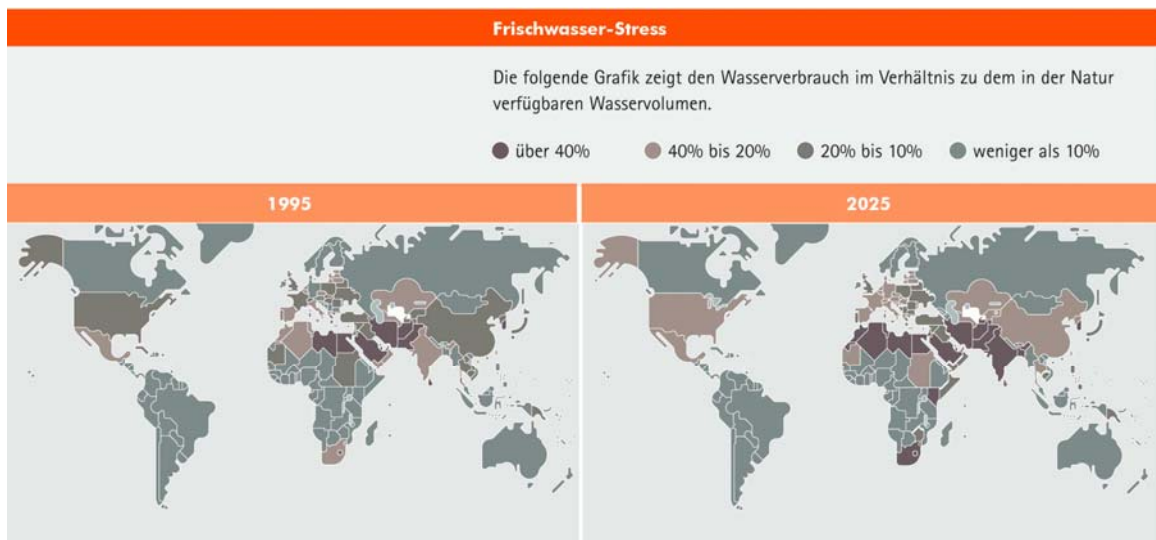 Frischwasser-Stress
Die folgende Grafik zeigt den Wasserverbrauch im Verhältnis zu dem in der Natur
verfügbaren Wasservolumen.
über 40% 40% bis 20% 20% bis 10% weniger als 10%
1995 2025